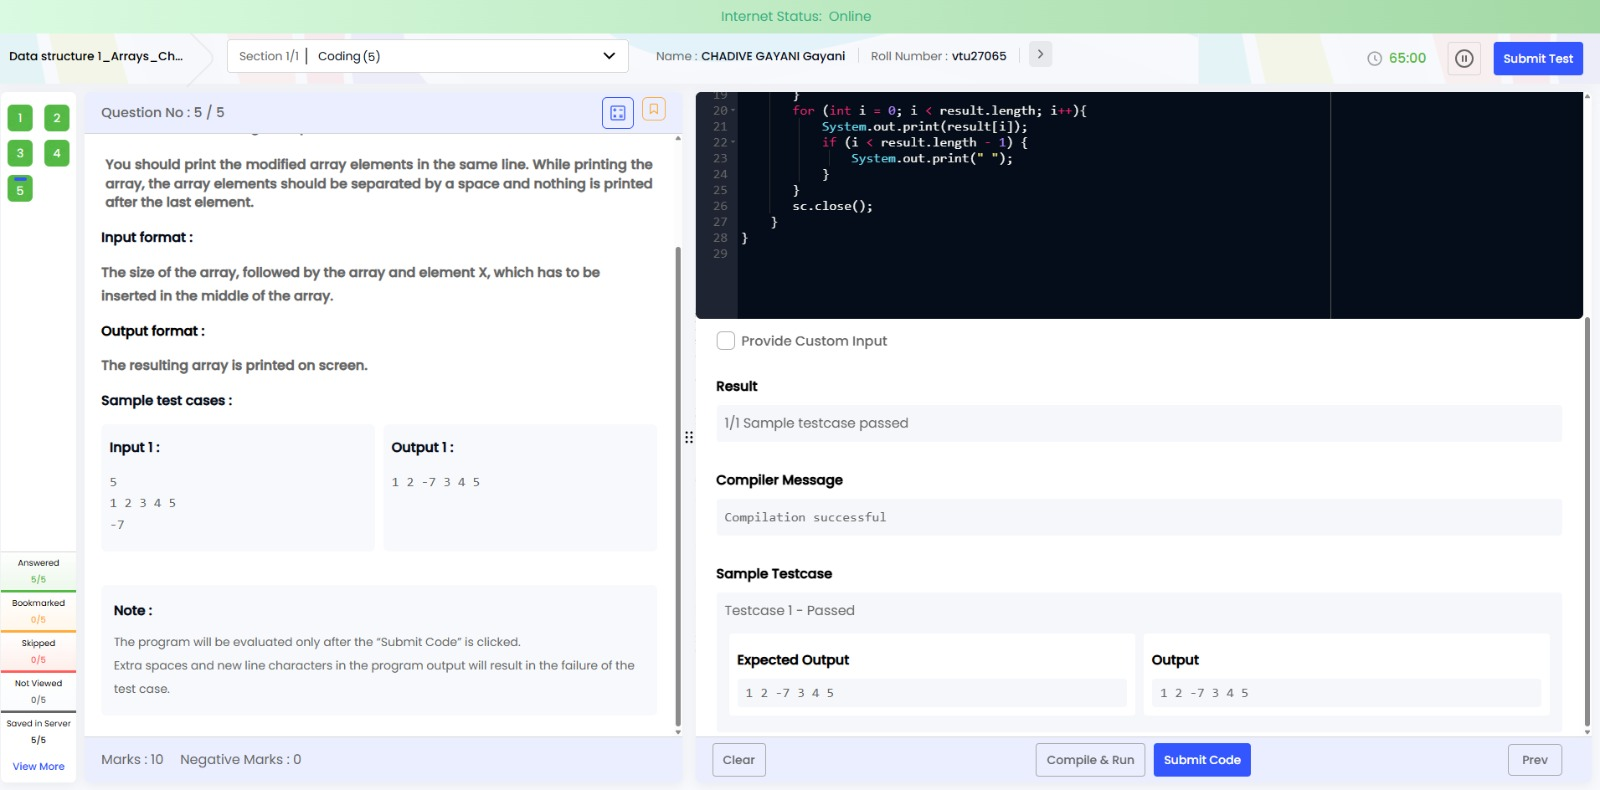 Internet Status: Online
Data structure 1_Arrays_Ch...
Section 1/1 | Coding (5)
Name : CHADIVE GAYANI Gayani
Roll Number : vtu27065
65:00
Submit Test
1 2
3 4
5
Answered
5/5
Bookmarked
0/5
Skipped
0/5
Not Viewed
0/5
Saved in Server
5/5
View More
Question No : 5 / 5
You should print the modified array elements in the same line. While printing the
array, the array elements should be separated by a space and nothing is printed
after the last element.
Input format :
The size of the array, followed by the array and element X, which has to be
inserted in the middle of the array.
Output format :
The resulting array is printed on screen.
Sample test cases :
Input 1 :
5
1 2 3 4 5
-7
Output 1 :
1 2 -7 3 4 5
Note :
The program will be evaluated only after the “Submit Code” is clicked.
Extra spaces and new line characters in the program output will result in the failure of the
test case.
Marks : 10 Negative Marks : 0
19 }
20 for (int i = 0; i < result.length; i++){
21 System.out.print(result[i]);
22 if (i < result.length - 1) {
23 System.out.print(" ");
24 }
25 }
26 sc.close();
27 }
28 }
29
Provide Custom Input
Result
1/1 Sample testcase passed
Compiler Message
Compilation successful
Sample Testcase
Testcase 1 - Passed
Expected Output
1 2 -7 3 4 5
Output
1 2 -7 3 4 5
Clear
Compile & Run
Submit Code
Prev